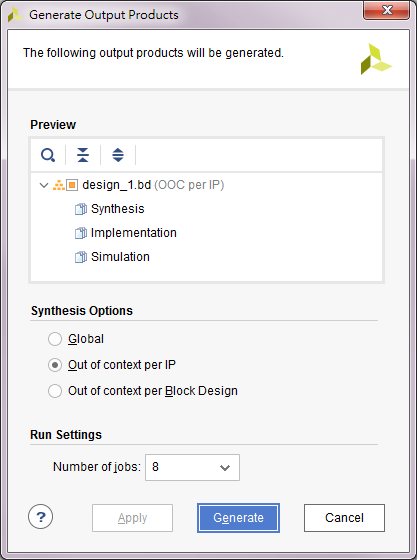 Generate Output Products
The following output products will be generated.
Preview
design_1.bd (OOC per IP)
Synthesis
Implementation
Simulation
Synthesis Options
Global
Out of context per IP
Out of context per Block Design
Run Settings
Number of jobs: 8
? Apply Generate Cancel